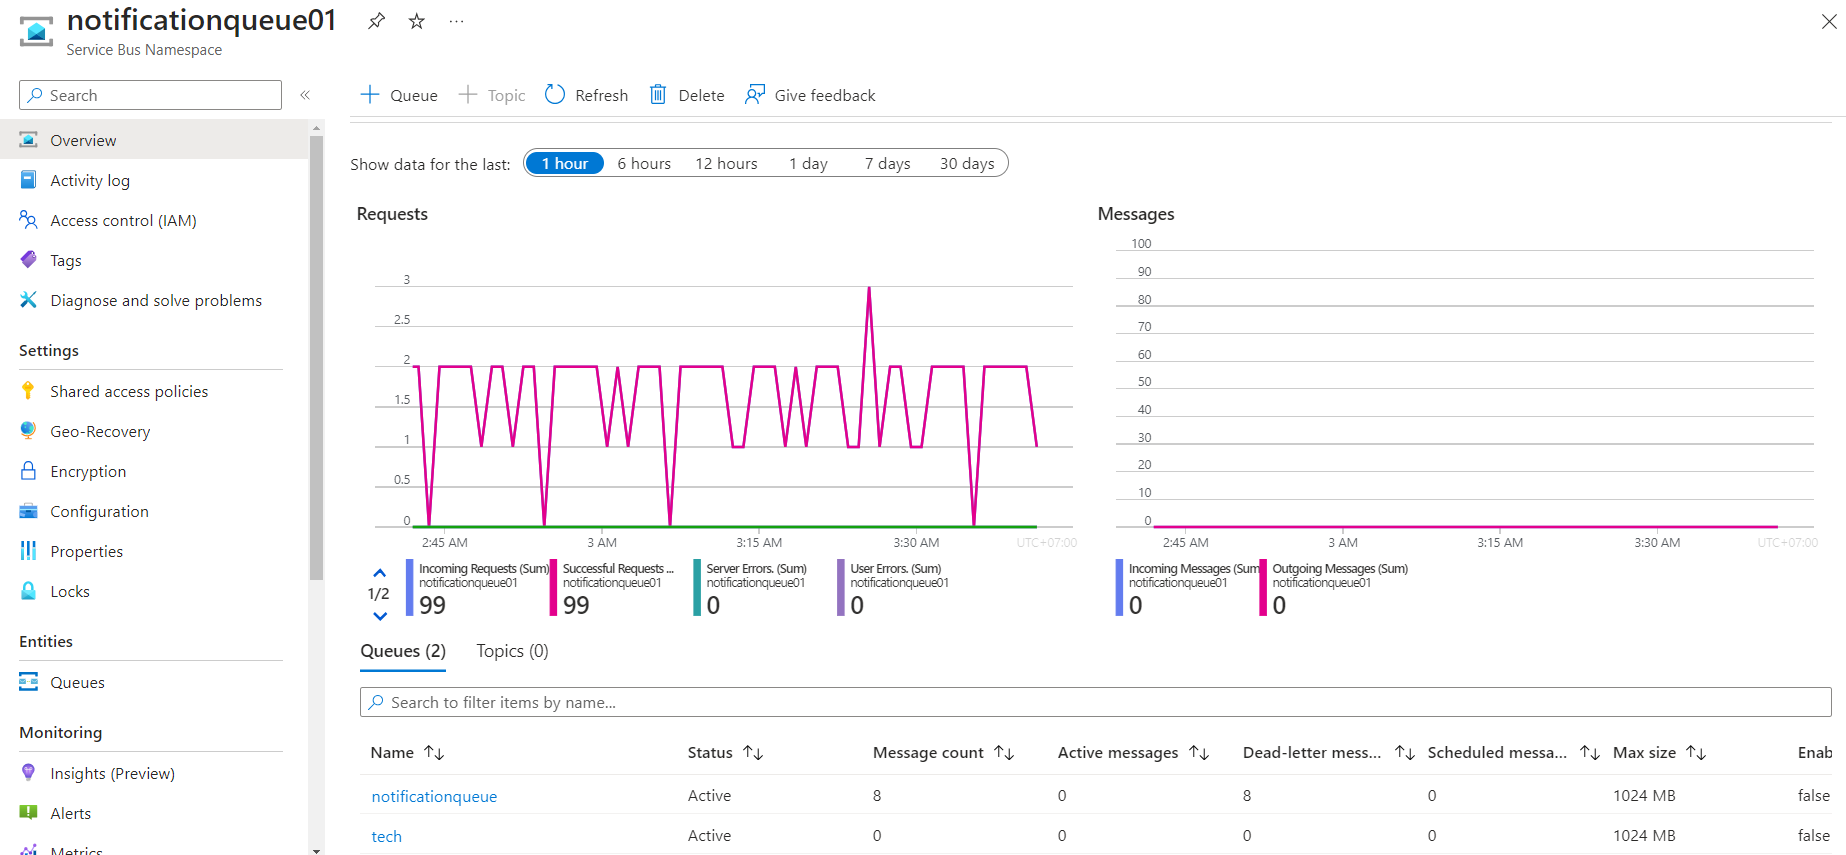 notificationqueue01
Service Bus Namespace
Search
Overview
Activity log
Access control (IAM)
Tags
Diagnose and solve problems
Settings
Shared access policies
Geo-Recovery
Encryption
Configuration
Properties
Locks
Entities
Queues
Monitoring
Insights (Preview)
Alerts
Metrics
Queue Topic Refresh Delete Give feedback
Show data for the last: 1 hour 6 hours 12 hours 1 day 7 days 30 days
Requests
3
2.5
2
1.5
1
0.5
0
2:45 AM 3 AM 3:15 AM 3:30 AM UTC+07:00
1/2
Incoming Requests (Sum)
notificationqueue01
99
Successful Requests ...
notificationqueue01
99
Server Errors. (Sum)
notificationqueue01
0
User Errors. (Sum)
notificationqueue01
0
Messages
100
90
80
70
60
50
40
30
20
10
0
2:45 AM 3 AM 3:15 AM 3:30 AM UTC+07:00
Incoming Messages (Sum)
notificationqueue01
0
Outgoing Messages (Sum)
notificationqueue01
0
Queues (2) Topics (0)
Search to filter items by name...
Name Status Message count Active messages Dead-letter mess... Scheduled messa... Max size Enab
notificationqueue Active 8 0 8 0 1024 MB false
tech Active 0 0 0 0 1024 MB false